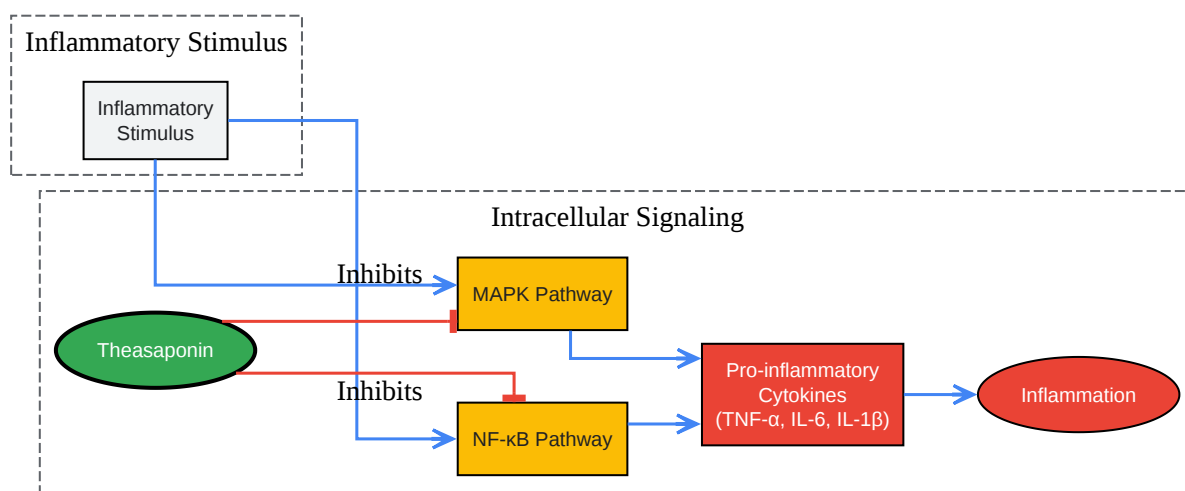 Inflammatory Stimulus
Inflammatory
Stimulus
Intracellular Signaling
Inhibits
MAPK Pathway
Theasaponin
Inhibits
NF-κB Pathway
Pro-inflammatory
Cytokines
(TNF-α, IL-6, IL-1β)
Inflammation